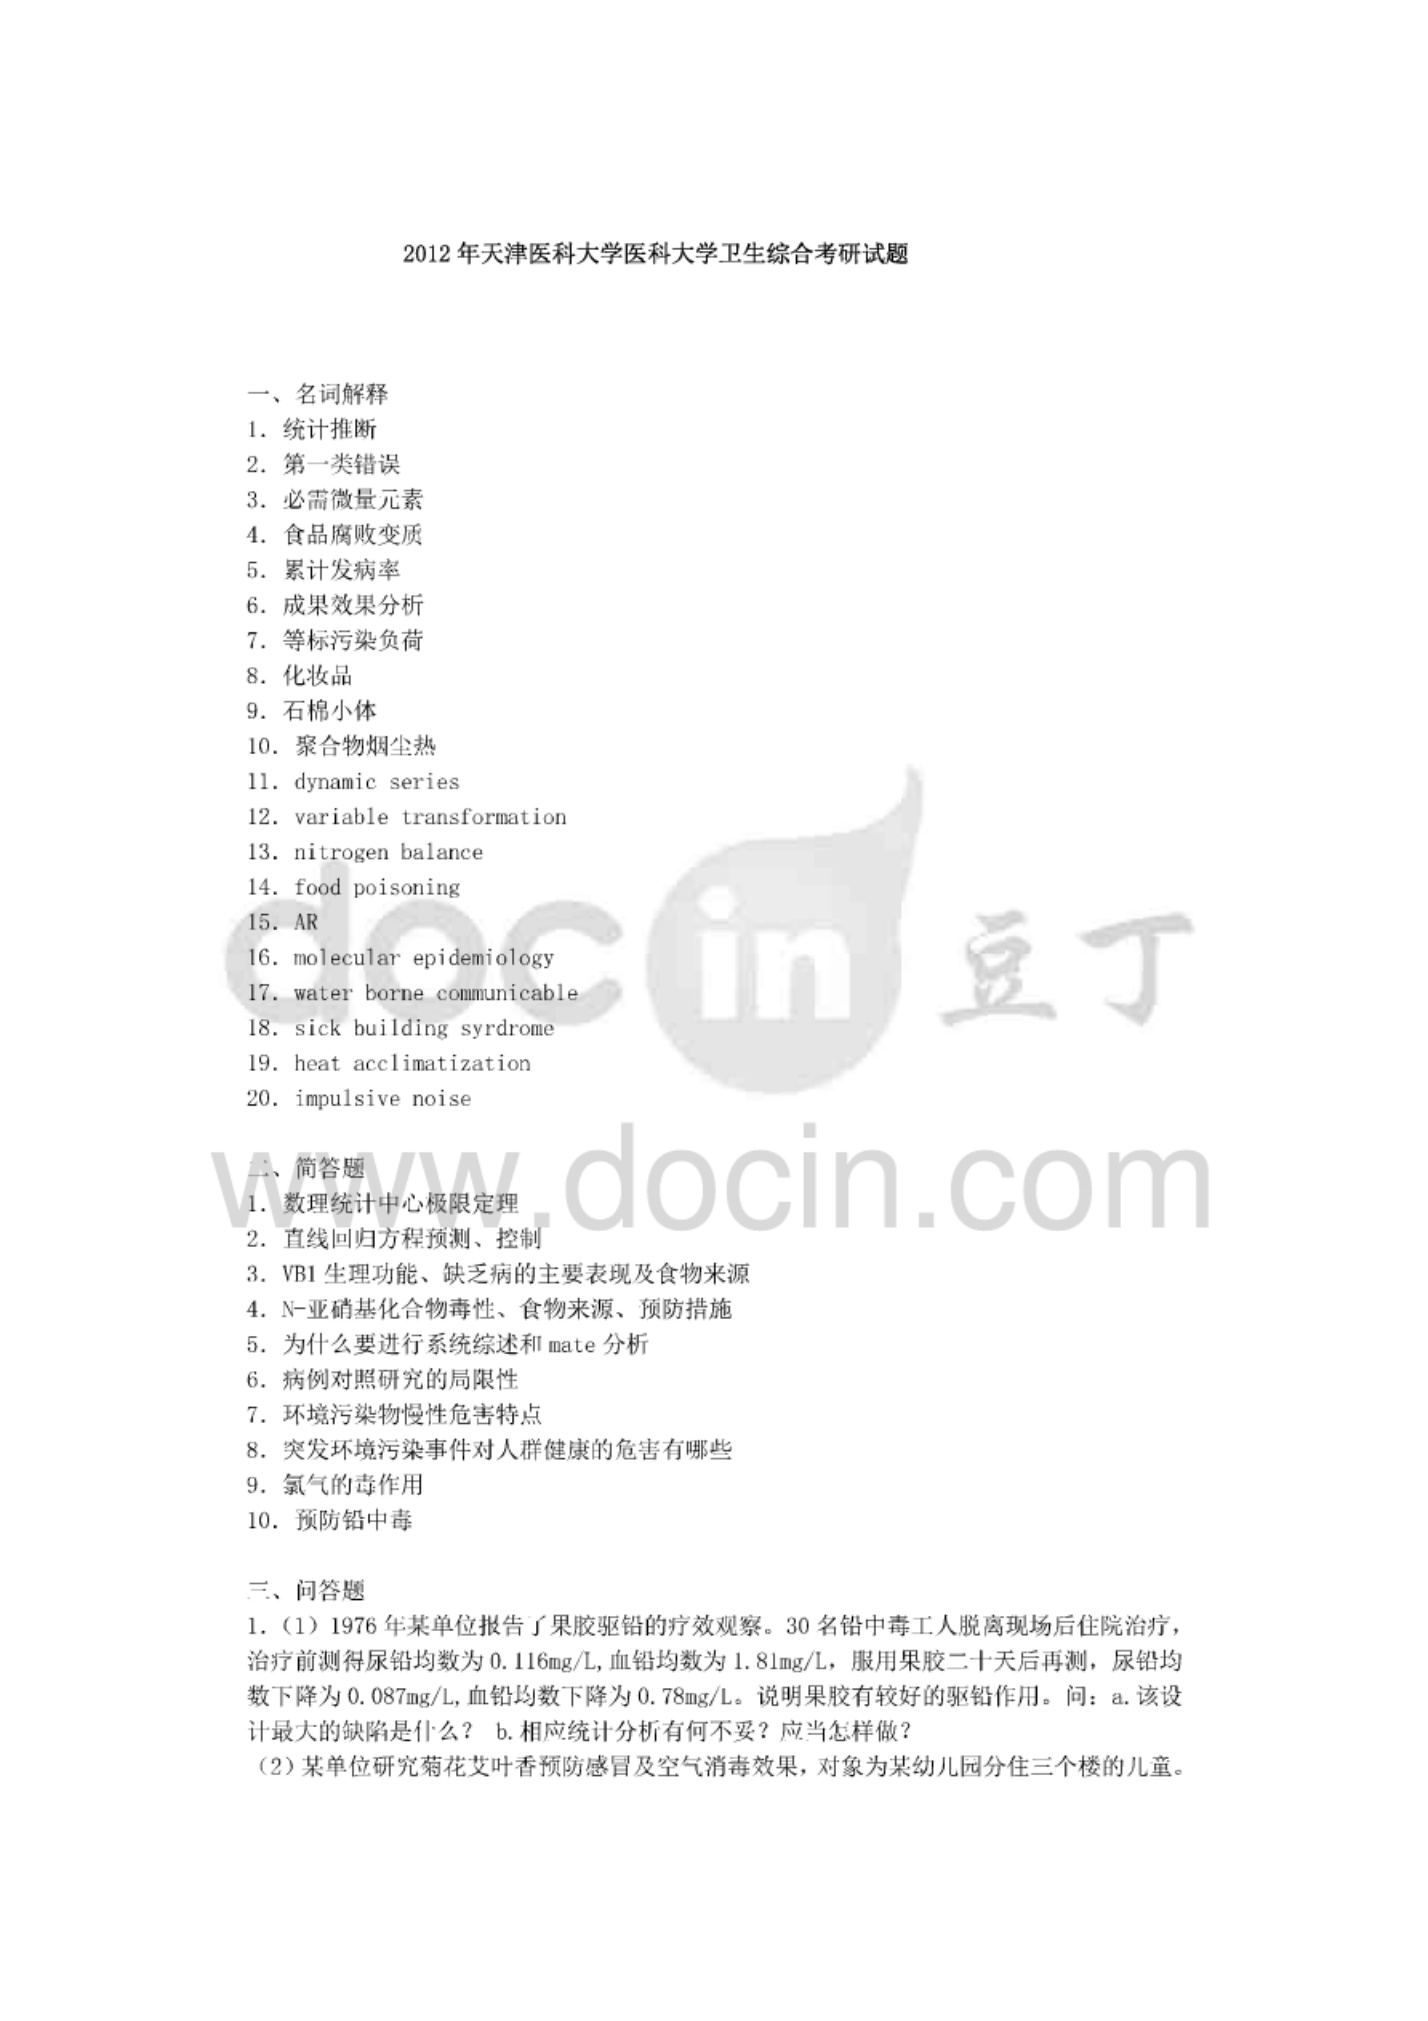 2012年天津医科大学医科大学卫生综合考研试题
一、名词解释
1. 统计推断
2. 第一类错误
3. 必需微量元素
4. 食品腐败变质
5. 累计发病率
6. 成果效果分析
7. 等标污染负荷
8. 化妆品
9. 石棉小体
10. 聚合物烟尘热
11. dynamic series
12. variable transformation
13. nitrogen balance
14. food poisoning
15. AR
16. molecular epidemiology
17. water borne communicable
18. sick building syrdrome
19. heat acclimatization
20. impulsive noise
docin 豆丁
www.docin.com
二、简答题
1. 数理统计中心极限定理
2. 直线回归方程预测、控制
3. VB1生理功能、缺乏病的主要表现及食物来源
4. N-亚硝基化合物毒性、食物来源、预防措施
5. 为什么要进行系统综述和mate分析
6. 病例对照研究的局限性
7. 环境污染物慢性危害特点
8. 突发环境污染事件对人群健康的危害有哪些
9. 氯气的毒作用
10. 预防铅中毒
三、问答题
1.（1）1976年某单位报告了果胶驱铅的疗效观察。30名铅中毒工人脱离现场后住院治疗，
治疗前测得尿铅均数为0.116mg/L,血铅均数为1.81mg/L，服用果胶二十天后再测，尿铅均
数下降为0.087mg/L,血铅均数下降为0.78mg/L。说明果胶有较好的驱铅作用。问：a.该设
计最大的缺陷是什么？ b.相应统计分析有何不妥？应当怎样做？
（2）某单位研究菊花艾叶香预防感冒及空气消毒效果，对象为某幼儿园分住三个楼的儿童。